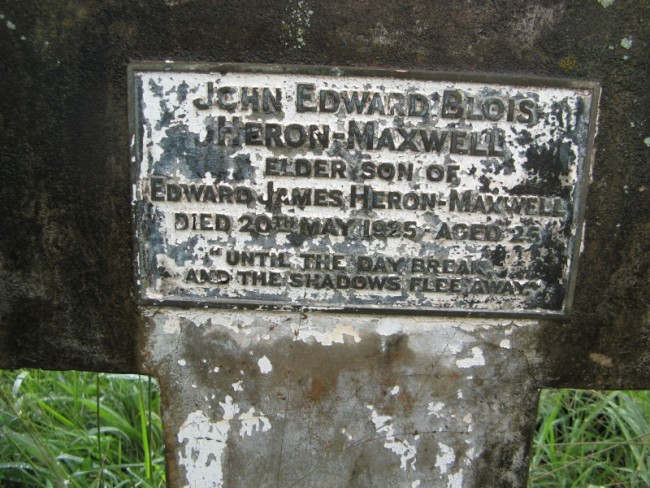 JOHN EDWARD BLOIS
HERON-MAXWELL
ELDER SON OF
EDWARD JAMES HERON-MAXWELL
DIED 20TH MAY 1925 - AGED 25
"UNTIL THE DAY BREAK
AND THE SHADOWS FLEE AWAY"